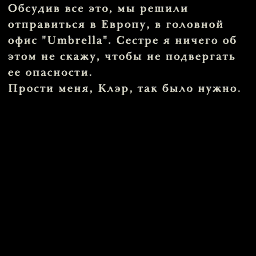 Обсудив все это, мы решили
отправиться в Европу, в головной
офис "Umbrella". Сестре я ничего об
этом не скажу, чтобы не подвергать
ее опасности.
Прости меня, Клэр, так было нужно.